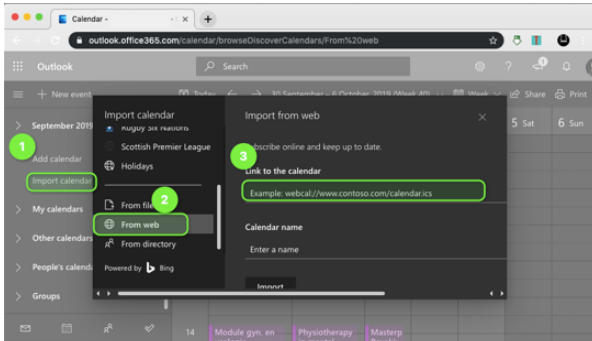 Calendar -
outlook.office365.com/calendar/browseDiscoverCalendars/From%20web
Outlook
Search
New event
Today
30 September – 6 October, 2019 (Week 40)
Week
Share
Print
Import calendar
Import from web
September 2019
5 Sat
6 Sun
Rugby Six Nations
Subscribe online and keep up to date.
1
Scottish Premier League
3
Add calendar
Holidays
Link to the calendar
Import calendar
Example: webcal://www.contoso.com/calendar.ics
2
My calendars
From file
From web
Calendar name
Other calendars
From directory
Enter a name
People's calend
Powered by Bing
Import
Groups
14
Module gyn. en
Physiotherapy
Masterp